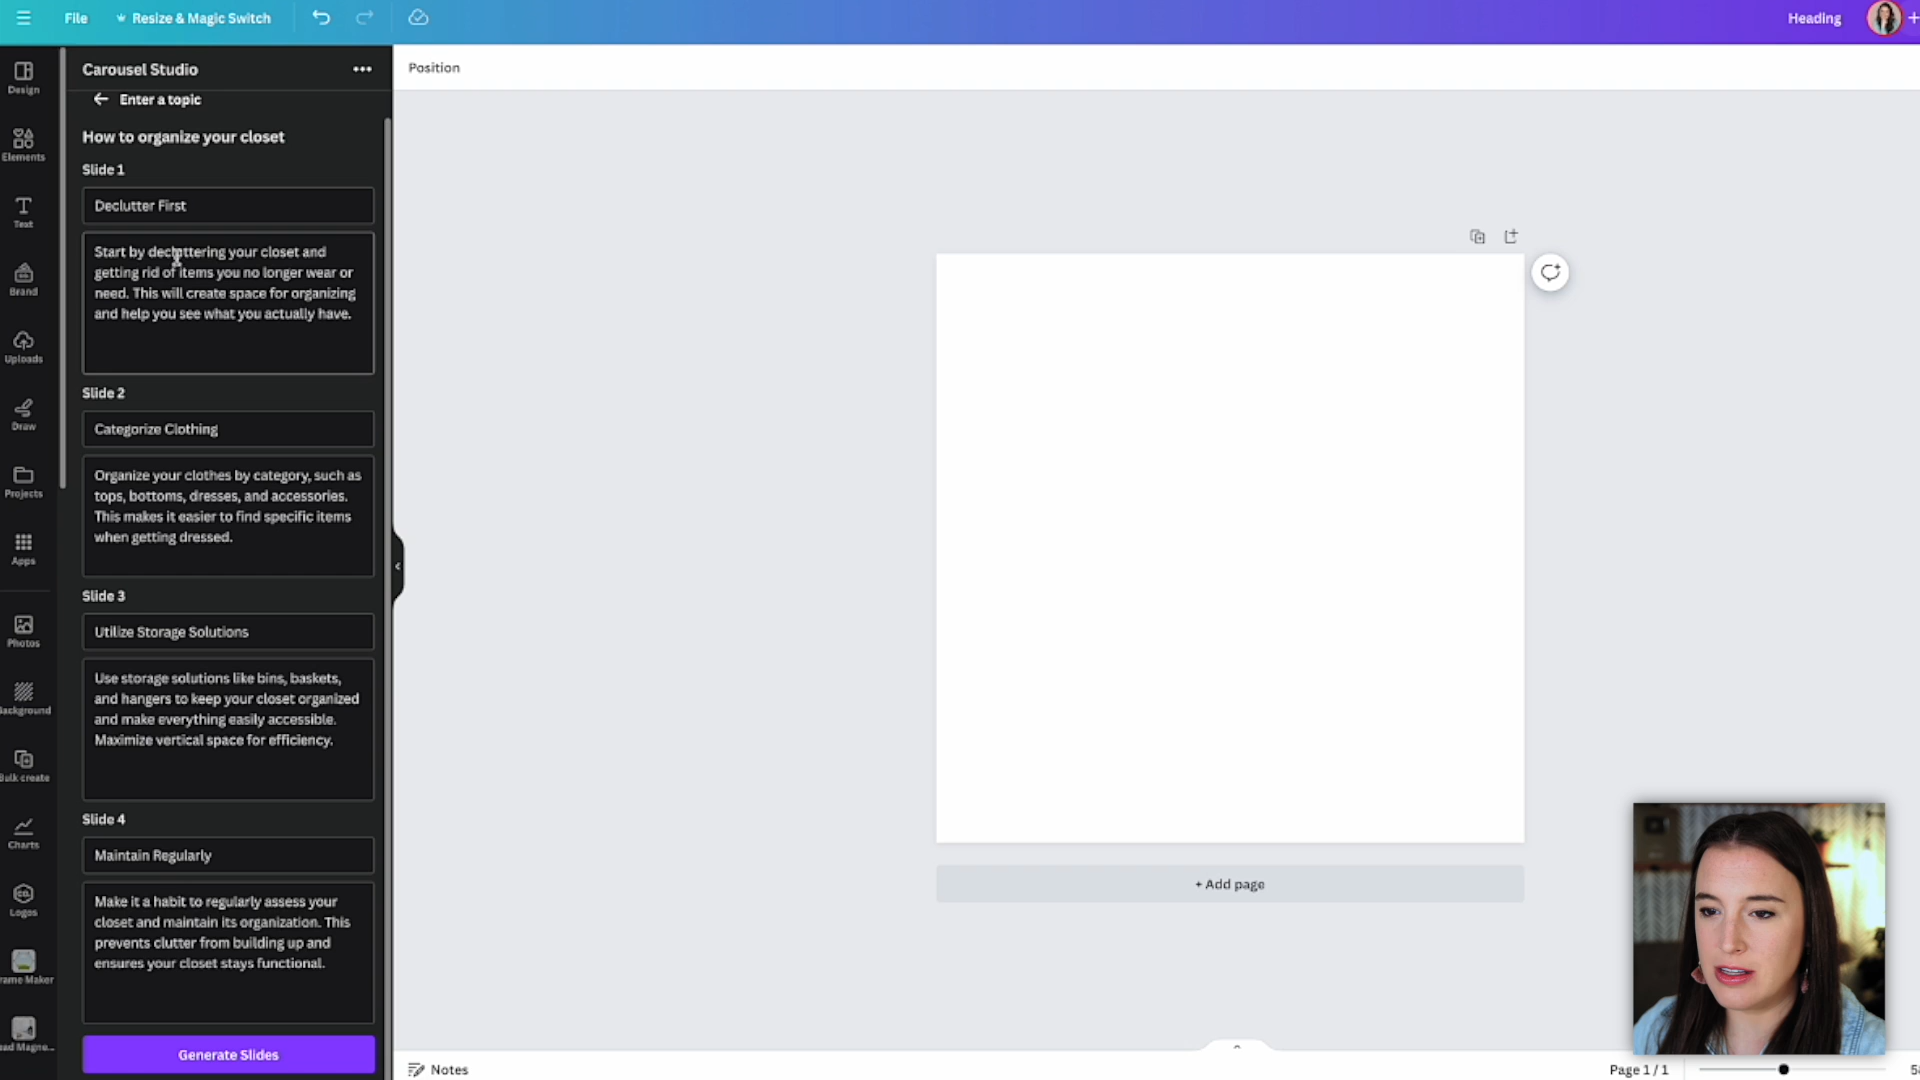 File
Resize & Magic Switch
Heading
Design
Elements
Text
Brand
Uploads
Draw
Projects
Apps
Photos
Background
Bulk create
Charts
Logos
rame Maker
ead Magne...
Carousel Studio
Enter a topic
How to organize your closet
Slide 1
Declutter First
Start by decluttering your closet and
getting rid of items you no longer wear or
need. This will create space for organizing
and help you see what you actually have.
Slide 2
Categorize Clothing
Organize your clothes by category, such as
tops, bottoms, dresses, and accessories.
This makes it easier to find specific items
when getting dressed.
Slide 3
Utilize Storage Solutions
Use storage solutions like bins, baskets,
and hangers to keep your closet organized
and make everything easily accessible.
Maximize vertical space for efficiency.
Slide 4
Maintain Regularly
Make it a habit to regularly assess your
closet and maintain its organization. This
prevents clutter from building up and
ensures your closet stays functional.
Generate Slides
Position
+ Add page
Notes
Page 1 / 1